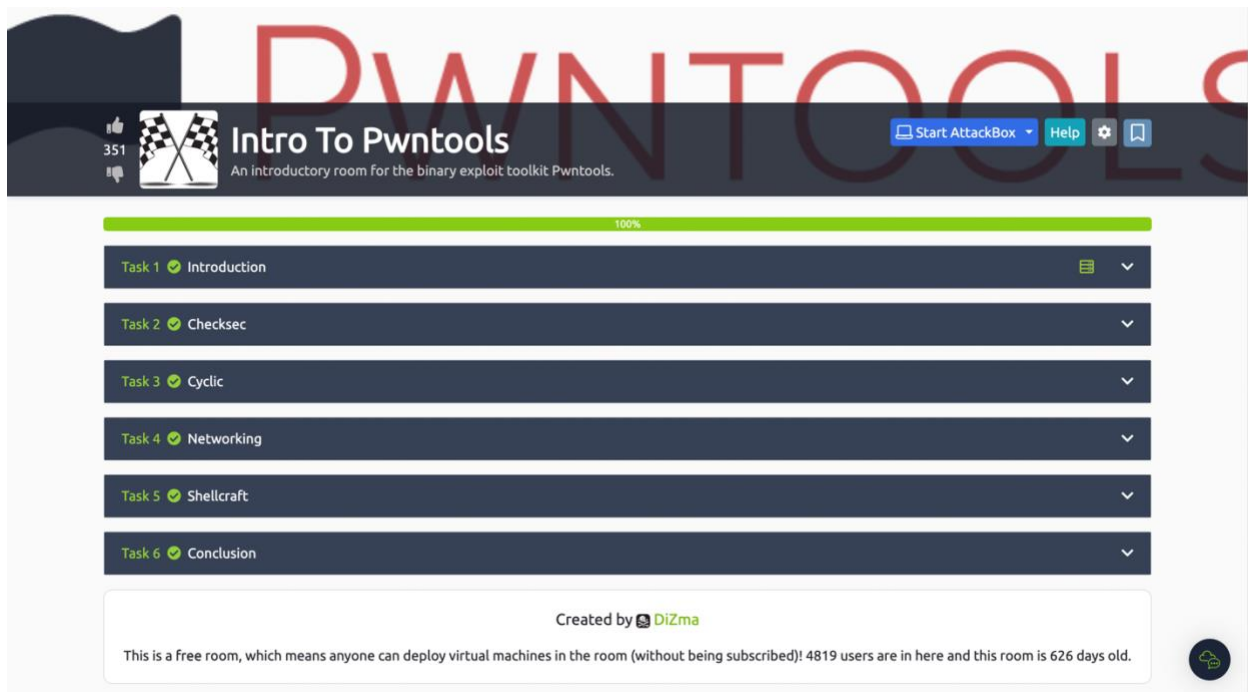 PWNTOOLS
Intro To Pwntools
An introductory room for the binary exploit toolkit Pwntools.
351
Start AttackBox
Help
100%
Task 1 Introduction
Task 2 Checksec
Task 3 Cyclic
Task 4 Networking
Task 5 Shellcraft
Task 6 Conclusion
Created by DiZma
This is a free room, which means anyone can deploy virtual machines in the room (without being subscribed)! 4819 users are in here and this room is 626 days old.